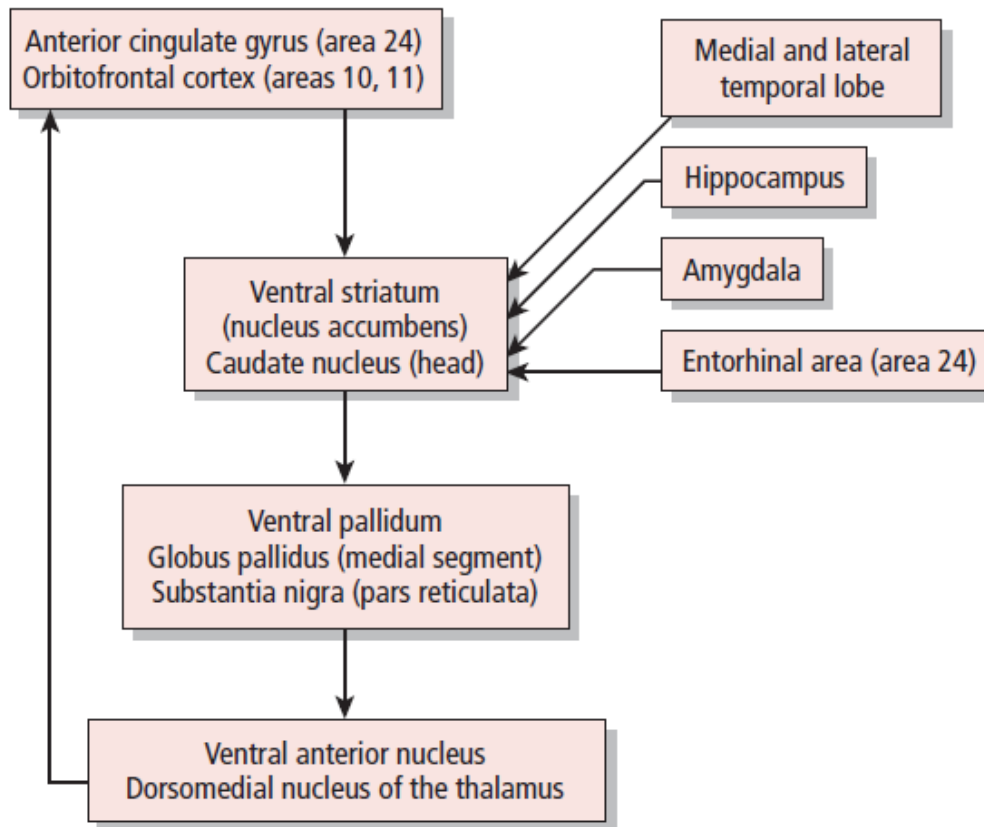 Anterior cingulate gyrus (area 24)
Orbitofrontal cortex (areas 10, 11)
Medial and lateral
temporal lobe
Hippocampus
Amygdala
Entorhinal area (area 24)
Ventral striatum
(nucleus accumbens)
Caudate nucleus (head)
Ventral pallidum
Globus pallidus (medial segment)
Substantia nigra (pars reticulata)
Ventral anterior nucleus
Dorsomedial nucleus of the thalamus